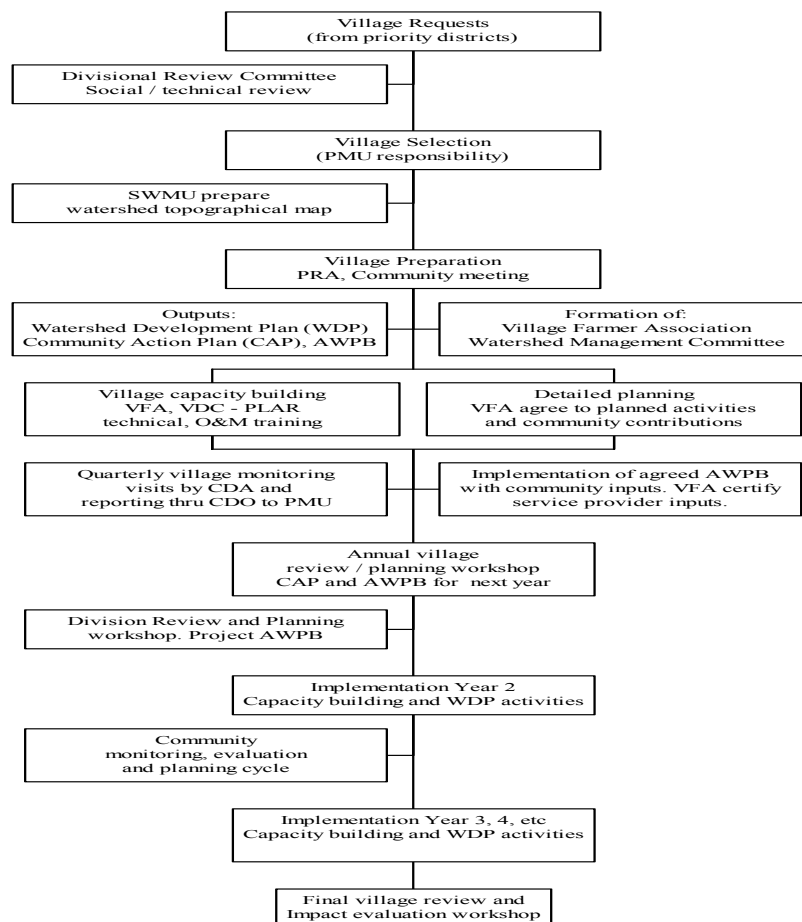 Village Requests
(from priority districts)
Divisional Review Committee
Social / technical review
Village Selection
(PMU responsibility)
SWMU prepare
watershed topographical map
Village Preparation
PRA, Community meeting
Outputs:
Watershed Development Plan (WDP)
Community Action Plan (CAP), AWPB
Formation of:
Village Farmer Association
Watershed Management Committee
Village capacity building
VFA, VDC - PLAR
technical, O&M training
Detailed planning
VFA agree to planned activities
and community contributions
Quarterly village monitoring
visits by CDA and
reporting thru CDO to PMU
Implementation of agreed AWPB
with community inputs. VFA certify
service provider inputs.
Annual village
review / planning workshop
CAP and AWPB for next year
Division Review and Planning
workshop. Project AWPB
Implementation Year 2
Capacity building and WDP activities
Community
monitoring, evaluation
and planning cycle
Implementation Year 3, 4, etc
Capacity building and WDP activities
Final village review and
Impact evaluation workshop